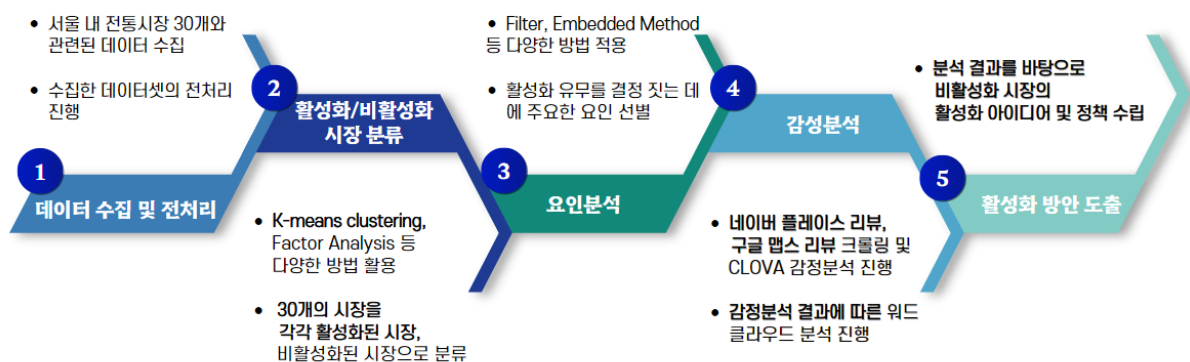 • 서울 내 전통시장 30개와
관련된 데이터 수집
• 수집한 데이터셋의 전처리
진행
1
데이터 수집 및 전처리
2
활성화/비활성화
시장 분류
• K-means clustering,
Factor Analysis 등
다양한 방법 활용
• 30개의 시장을
각각 활성화된 시장,
비활성화된 시장으로 분류
• Filter, Embedded Method
등 다양한 방법 적용
• 활성화 유무를 결정 짓는 데
에 주요한 요인 선별
3
요인분석
4
감성분석
• 네이버 플레이스 리뷰,
구글 맵스 리뷰 크롤링 및
CLOVA 감정분석 진행
• 감정분석 결과에 따른 워드
클라우드 분석 진행
• 분석 결과를 바탕으로
비활성화 시장의
활성화 아이디어 및 정책 수립
5
활성화 방안 도출